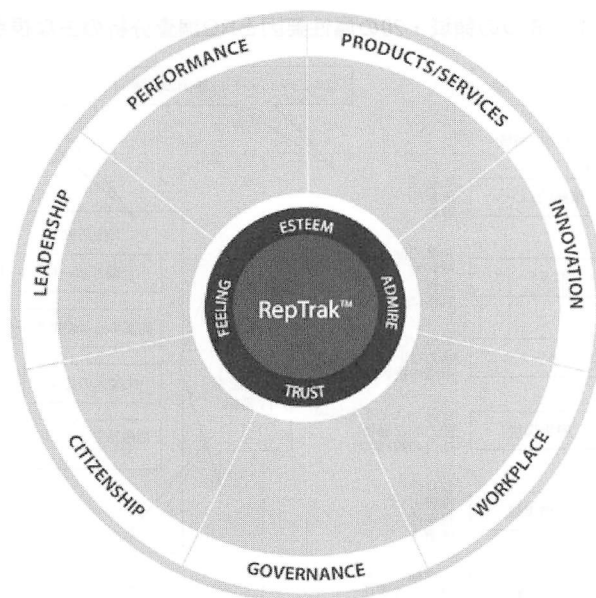 PERFORMANCE
PRODUCTS/SERVICES
INNOVATION
WORKPLACE
GOVERNANCE
CITIZENSHIP
LEADERSHIP
ESTEEM
ADMIRE
TRUST
FEELING
RepTrak™